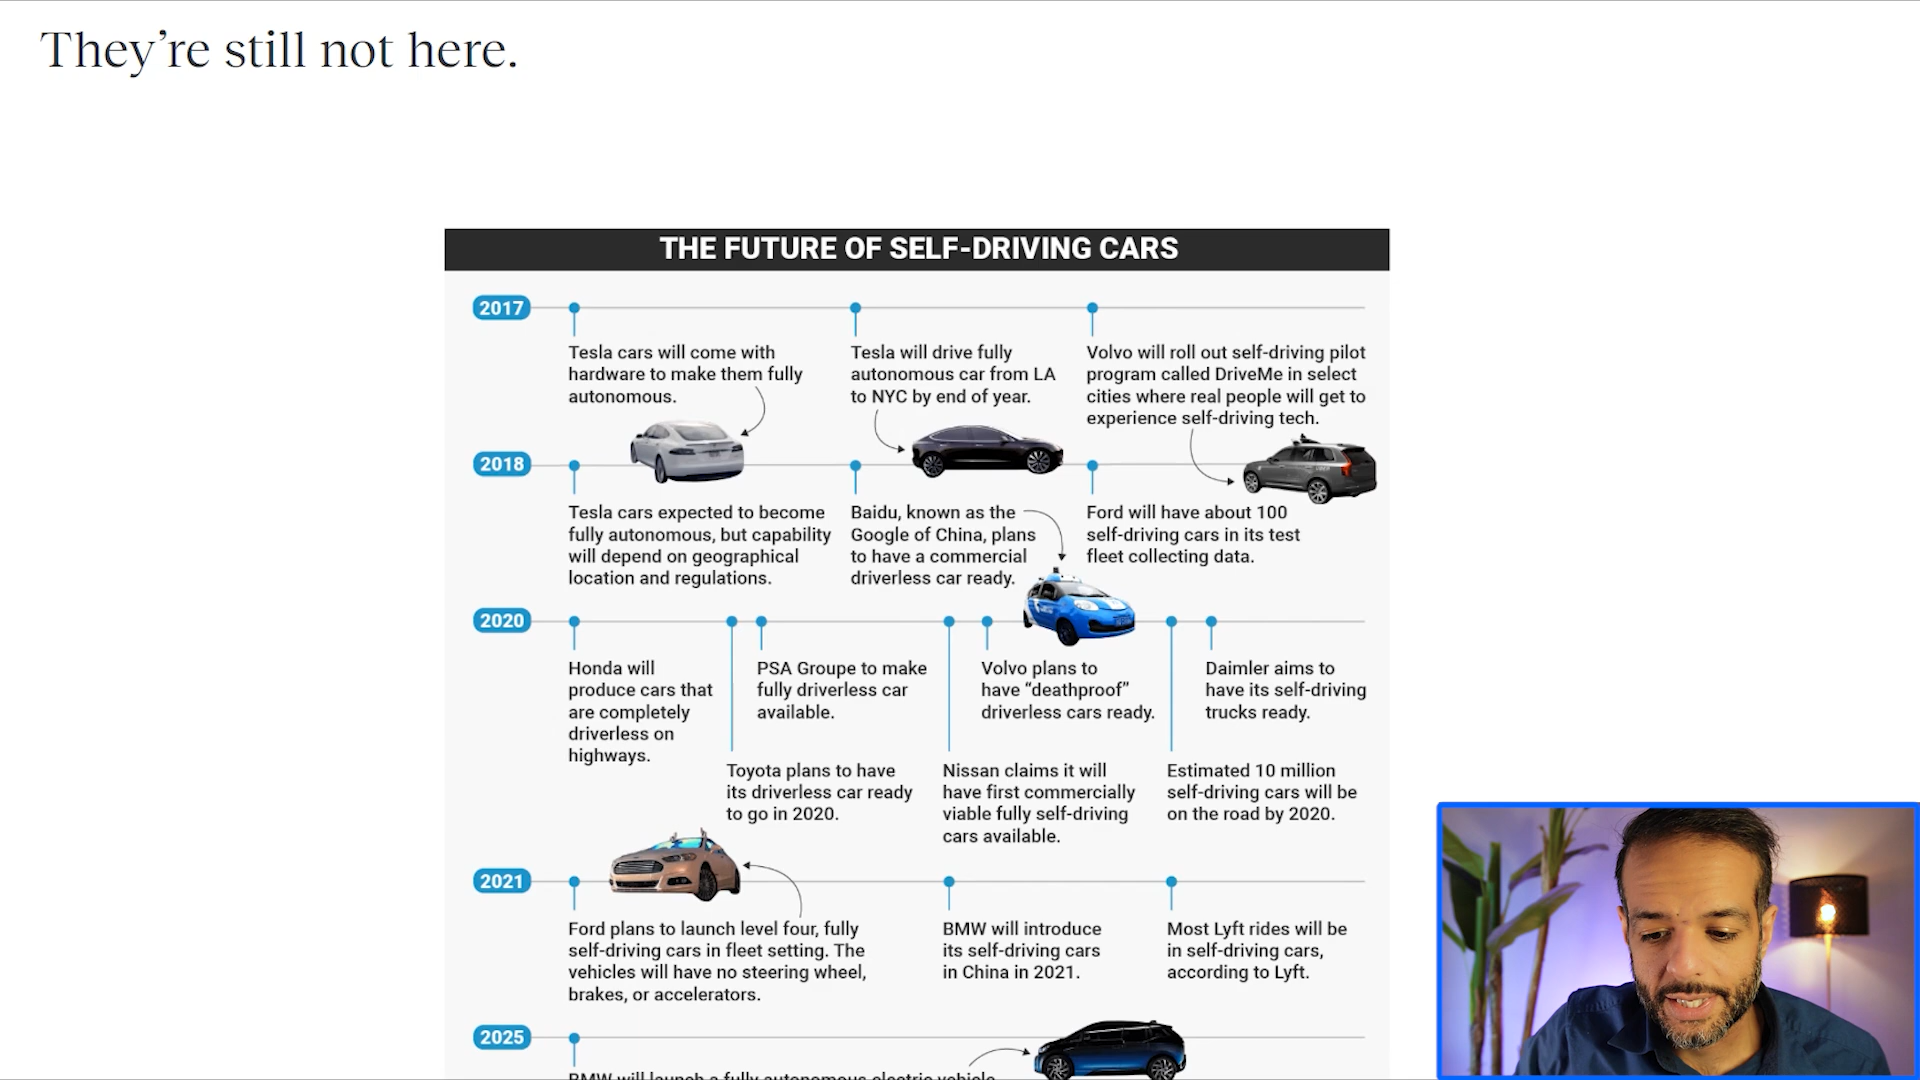 They're still not here.
THE FUTURE OF SELF-DRIVING CARS
2017
Tesla cars will come with
hardware to make them fully
autonomous.
Tesla will drive fully
autonomous car from LA
to NYC by end of year.
Volvo will roll out self-driving pilot
program called DriveMe in select
cities where real people will get to
experience self-driving tech.
2018
Tesla cars expected to become
fully autonomous, but capability
will depend on geographical
location and regulations.
Baidu, known as the
Google of China, plans
to have a commercial
driverless car ready.
Ford will have about 100
self-driving cars in its test
fleet collecting data.
2020
Honda will
produce cars that
are completely
driverless on
highways.
Toyota plans to have
its driverless car ready
to go in 2020.
PSA Groupe to make
fully driverless car
available.
Nissan claims it will
have first commercially
viable fully self-driving
cars available.
Volvo plans to
have “deathproof”
driverless cars ready.
Estimated 10 million
self-driving cars will be
on the road by 2020.
Daimler aims to
have its self-driving
trucks ready.
2021
Ford plans to launch level four, fully
self-driving cars in fleet setting. The
vehicles will have no steering wheel,
brakes, or accelerators.
BMW will introduce
its self-driving cars
in China in 2021.
Most Lyft rides will be
in self-driving cars,
according to Lyft.
2025
BMW will launch a fully autonomous electric vehicle